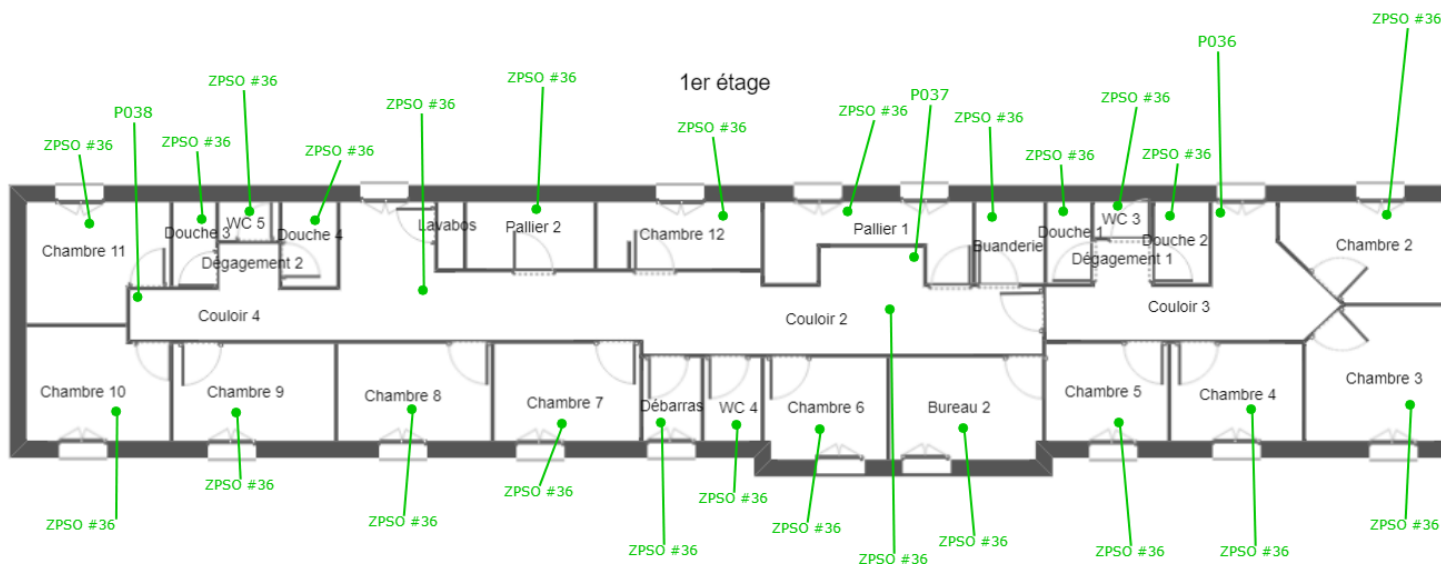 ZPSO #36
P036
ZPSO #36
ZPSO #36
ZPSO #36
1er étage
P037
ZPSO #36
ZPSO #36
P038
ZPSO #36
ZPSO #36
ZPSO #36
ZPSO #36
ZPSO #36
ZPSO #36
ZPSO #36
ZPSO #36
WC 5
Lavabos
Pallier 2
WC 3
Chambre 11
Douche 3
Douche 4
Chambre 12
Pallier 1
Buanderie
Douche 1
Douche 2
Chambre 2
Dégagement 2
Dégagement 1
Couloir 4
Couloir 2
Couloir 3
Chambre 10
Chambre 9
Chambre 8
Chambre 7
Débarras
WC 4
Chambre 6
Bureau 2
Chambre 5
Chambre 4
Chambre 3
ZPSO #36
ZPSO #36
ZPSO #36
ZPSO #36
ZPSO #36
ZPSO #36
ZPSO #36
ZPSO #36
ZPSO #36
ZPSO #36
ZPSO #36
ZPSO #36